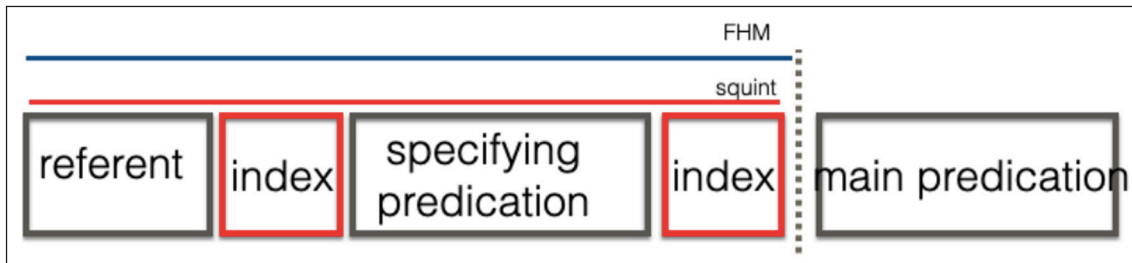 FHM
squint
referent
index
specifying
predication
index
main predication